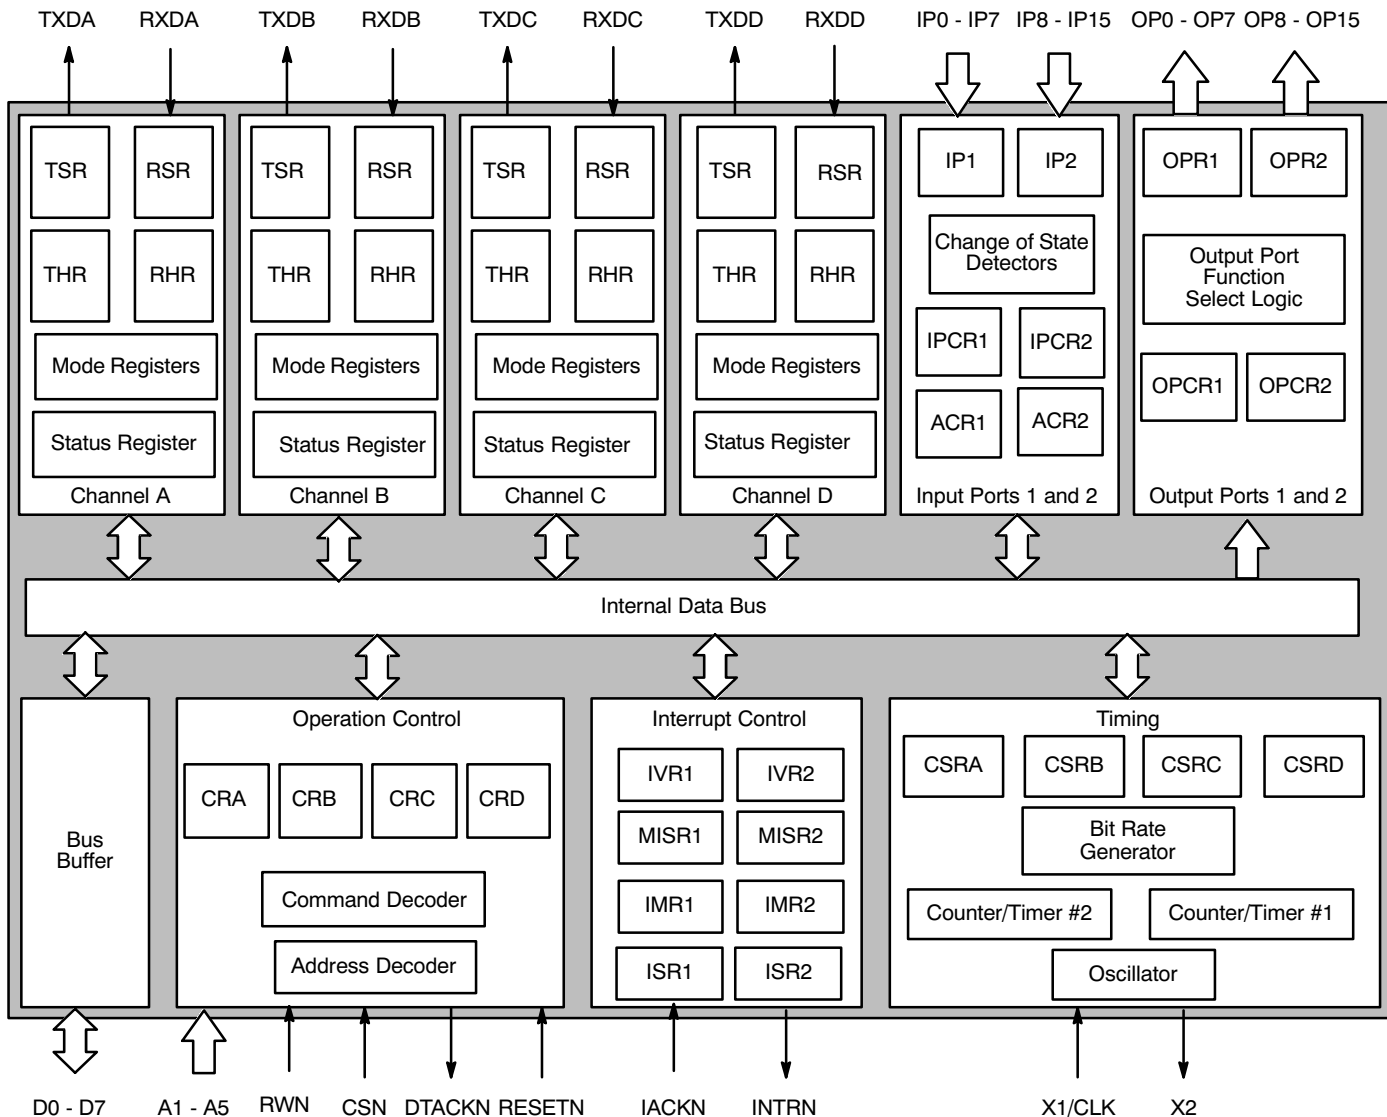 TXDA RXDA TXDB RXDB TXDC RXDC TXDD RXDD IP0 - IP7 IP8 - IP15 OP0 - OP7 OP8 - OP15
TSR RSR
THR RHR
Mode Registers
Status Register
Channel A
TSR RSR
THR RHR
Mode Registers
Status Register
Channel B
TSR RSR
THR RHR
Mode Registers
Status Register
Channel C
TSR RSR
THR RHR
Mode Registers
Status Register
Channel D
IP1 IP2
Change of State
Detectors
IPCR1 IPCR2
ACR1 ACR2
Input Ports 1 and 2
OPR1 OPR2
Output Port
Function
Select Logic
OPCR1 OPCR2
Output Ports 1 and 2
Internal Data Bus
Bus
Buffer
Operation Control
CRA CRB CRC CRD
Command Decoder
Address Decoder
Interrupt Control
IVR1 IVR2
MISR1 MISR2
IMR1 IMR2
ISR1 ISR2
Timing
CSRA CSRB CSRC CSRD
Bit Rate
Generator
Counter/Timer #2 Counter/Timer #1
Oscillator
D0 - D7 A1 - A5 RWN CSN DTACKN RESETN IACKN INTRN X1/CLK X2